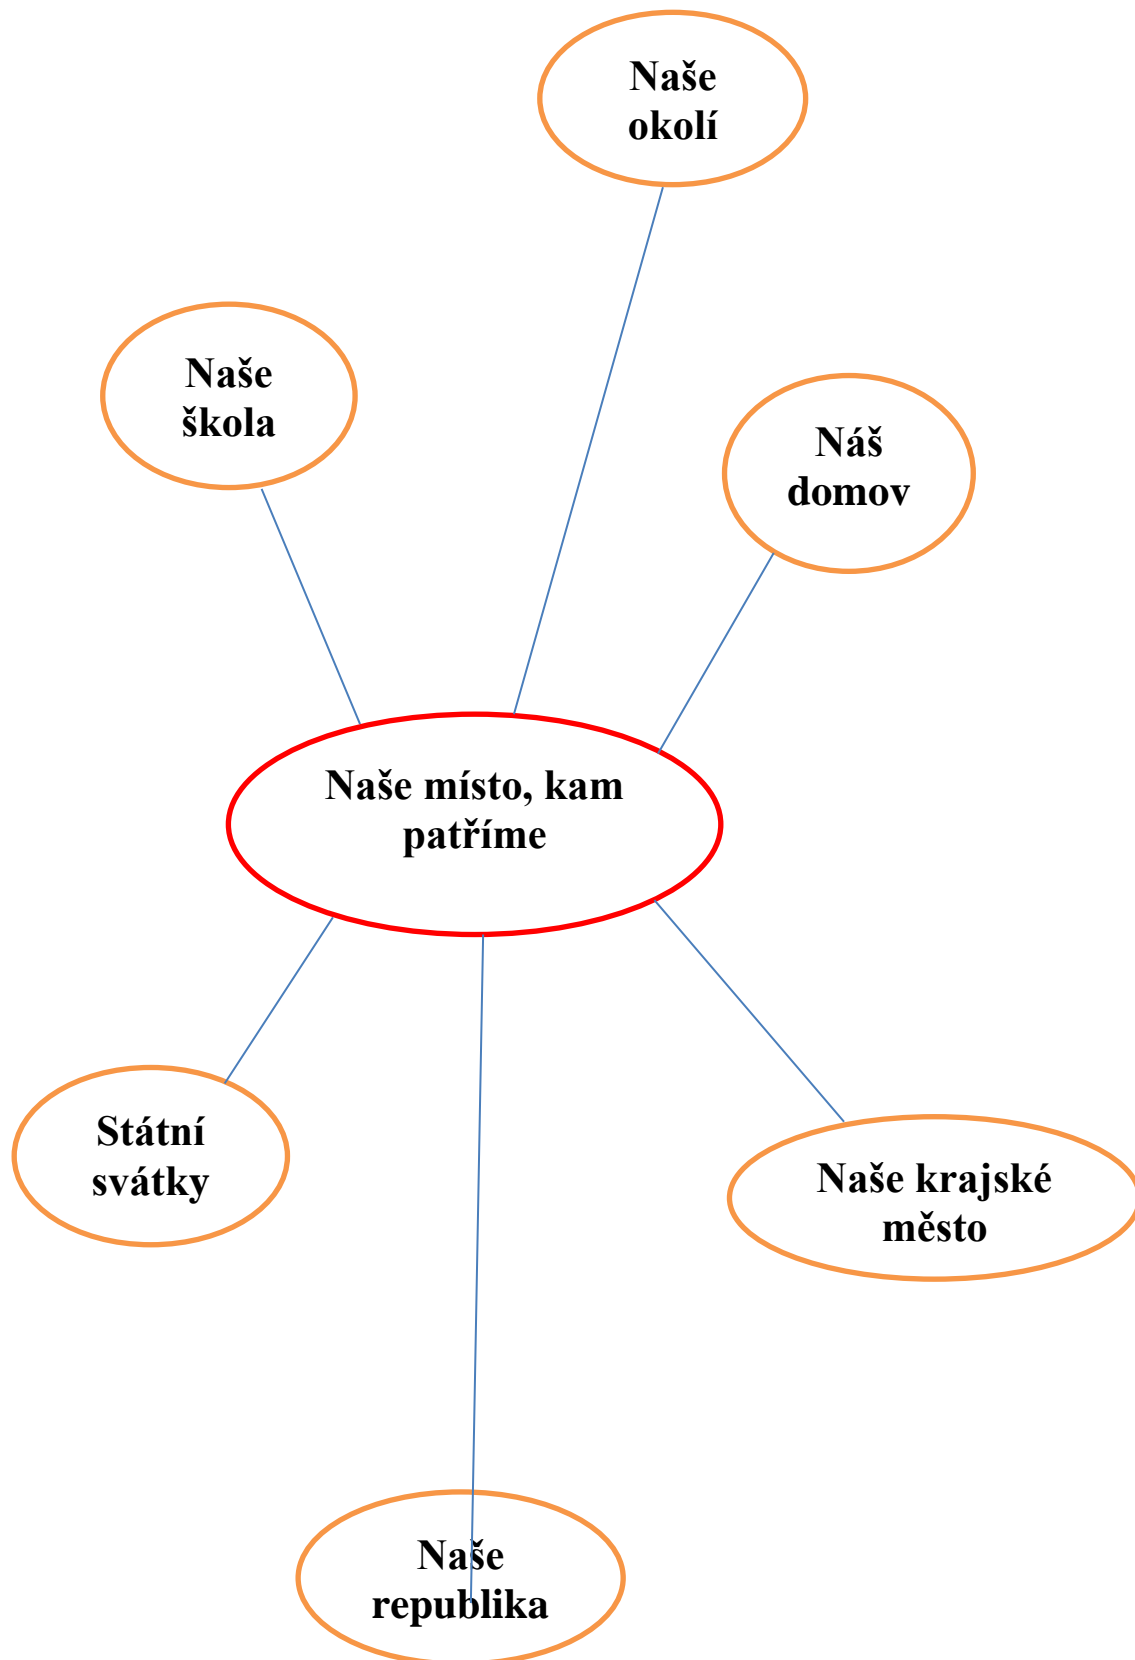 Naše
okolí
Naše
škola
Náš
domov
Naše místo, kam
patříme
Státní
svátky
Naše krajské
město
Naše
republika